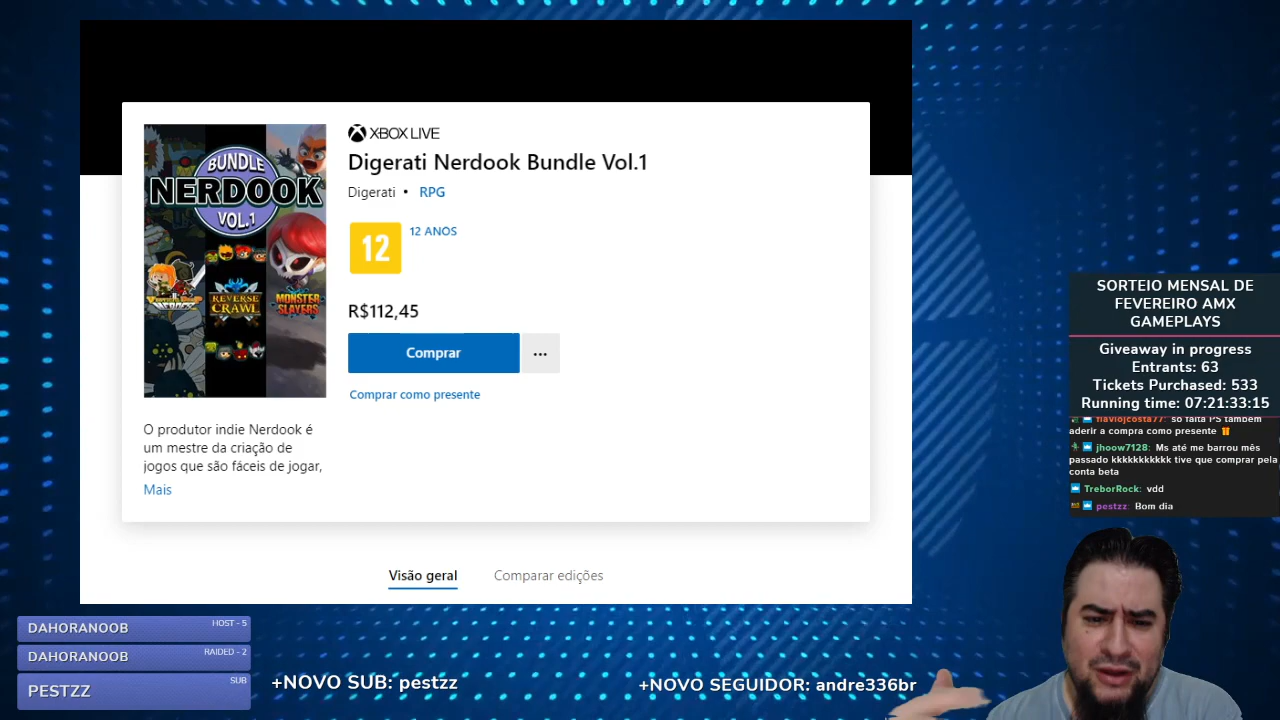 BUNDLE
NERDOOK
VOL.1
REVERSE
CRAWL
MONSTER
SLAYERS
XBOX LIVE
Digerati Nerdook Bundle Vol.1
Digerati • RPG
12
12 ANOS
R$112,45
Comprar
...
Comprar como presente
O produtor indie Nerdook é
um mestre da criação de
jogos que são fáceis de jogar,
Mais
Visão geral
Comparar edições
SORTEIO MENSAL DE
FEVEREIRO AMX
GAMEPLAYS
Giveaway in progress
Entrants: 63
Tickets Purchased: 533
Running time: 07:21:33:15
flaviojcosta77: só falta PS também
aderir a compra como presente
jhoow7128: Ms até me barrou mês
passado kkkkkkkkkkk tive que comprar pela
conta beta
TreborRock: vdd
pestzz: Bom dia
DAHORANOOB HOST - 5
DAHORANOOB RAIDED - 2
PESTZZ SUB
+NOVO SUB: pestzz
+NOVO SEGUIDOR: andre336br